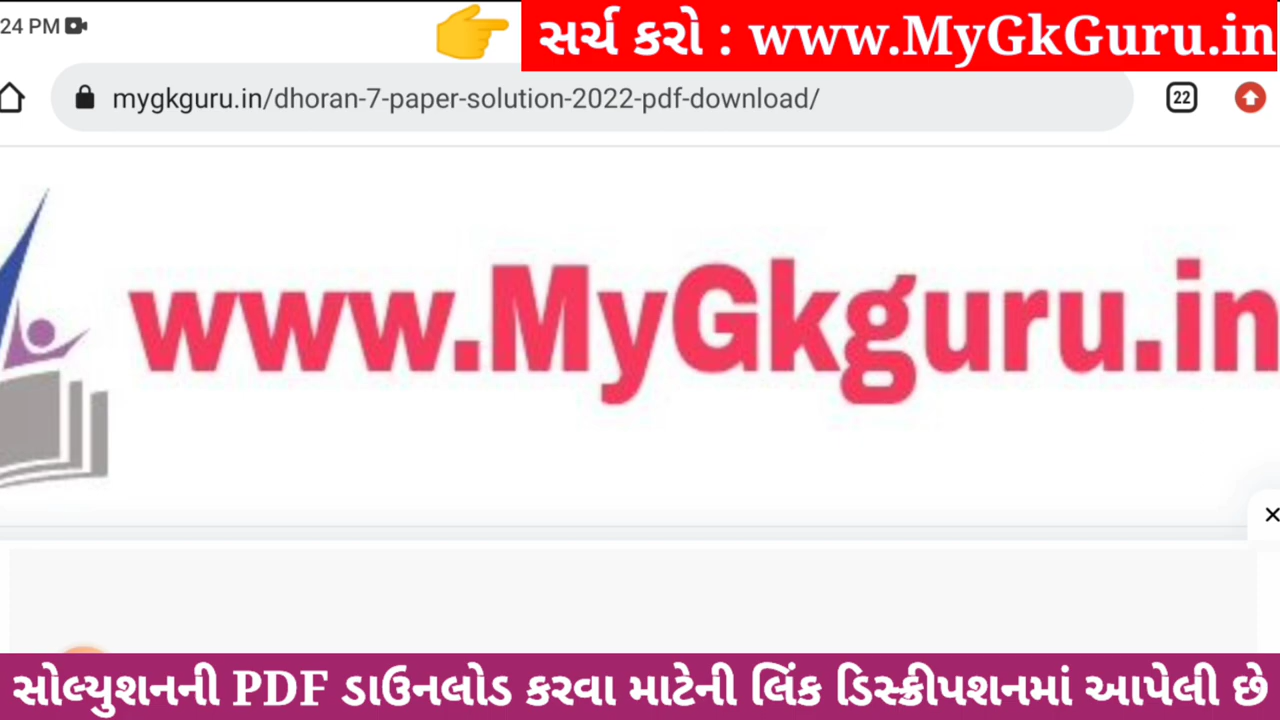 24 PM
👉 સર્ચ કરો : www.MyGkGuru.in
mygkguru.in/dhoran-7-paper-solution-2022-pdf-download/
22
www.MyGkguru.in
સોલ્યુશનની PDF ડાઉનલોડ કરવા માટેની લિંક ડિસ્ક્રીપશનમાં આપેલી છે